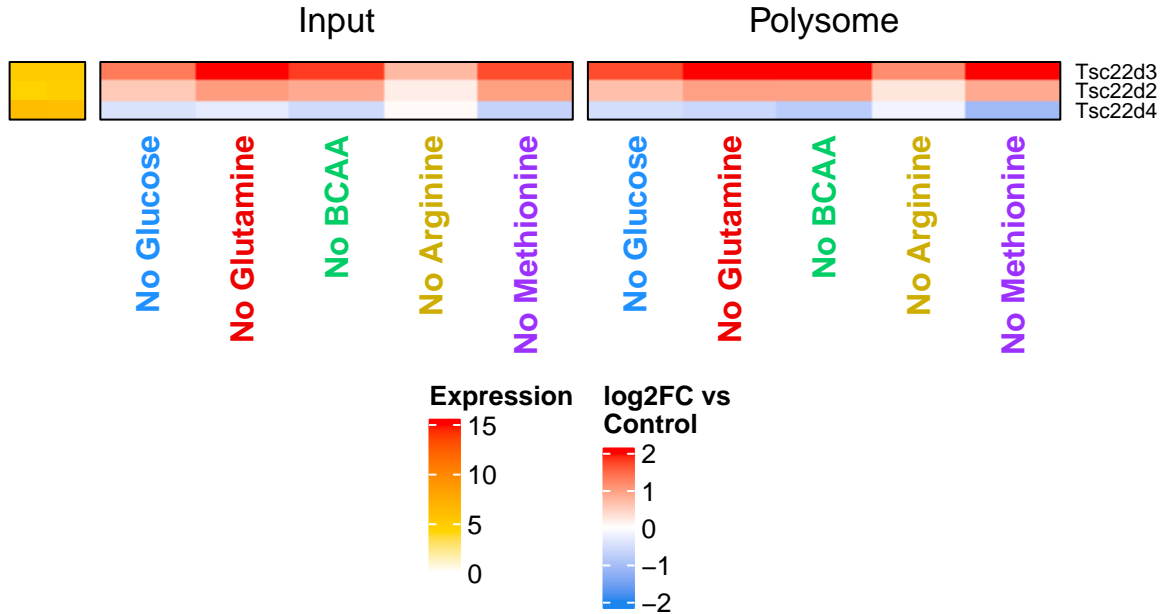 Input
Polysome
Tsc22d3
Tsc22d2
Tsc22d4
No Glucose
No Glutamine
No BCAA
No Arginine
No Methionine
No Glucose
No Glutamine
No BCAA
No Arginine
No Methionine
Expression
15
10
5
0
log2FC vs
Control
2
1
0
−1
−2